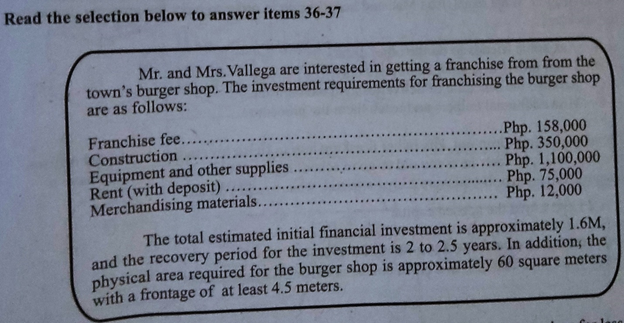 Read the selection below to answer items 36-37
Mr. and Mrs. Vallega are interested in getting a franchise from from the
town's burger shop. The investment requirements for franchising the burger shop
are as follows:
Franchise fee..................................................Php. 158,000
Construction .................................................. Php. 350,000
Equipment and other supplies .................................. Php. 1,100,000
Rent (with deposit) ........................................... Php. 75,000
Merchandising materials........................................ Php. 12,000
The total estimated initial financial investment is approximately 1.6M,
and the recovery period for the investment is 2 to 2.5 years. In addition, the
physical area required for the burger shop is approximately 60 square meters
with a frontage of at least 4.5 meters.